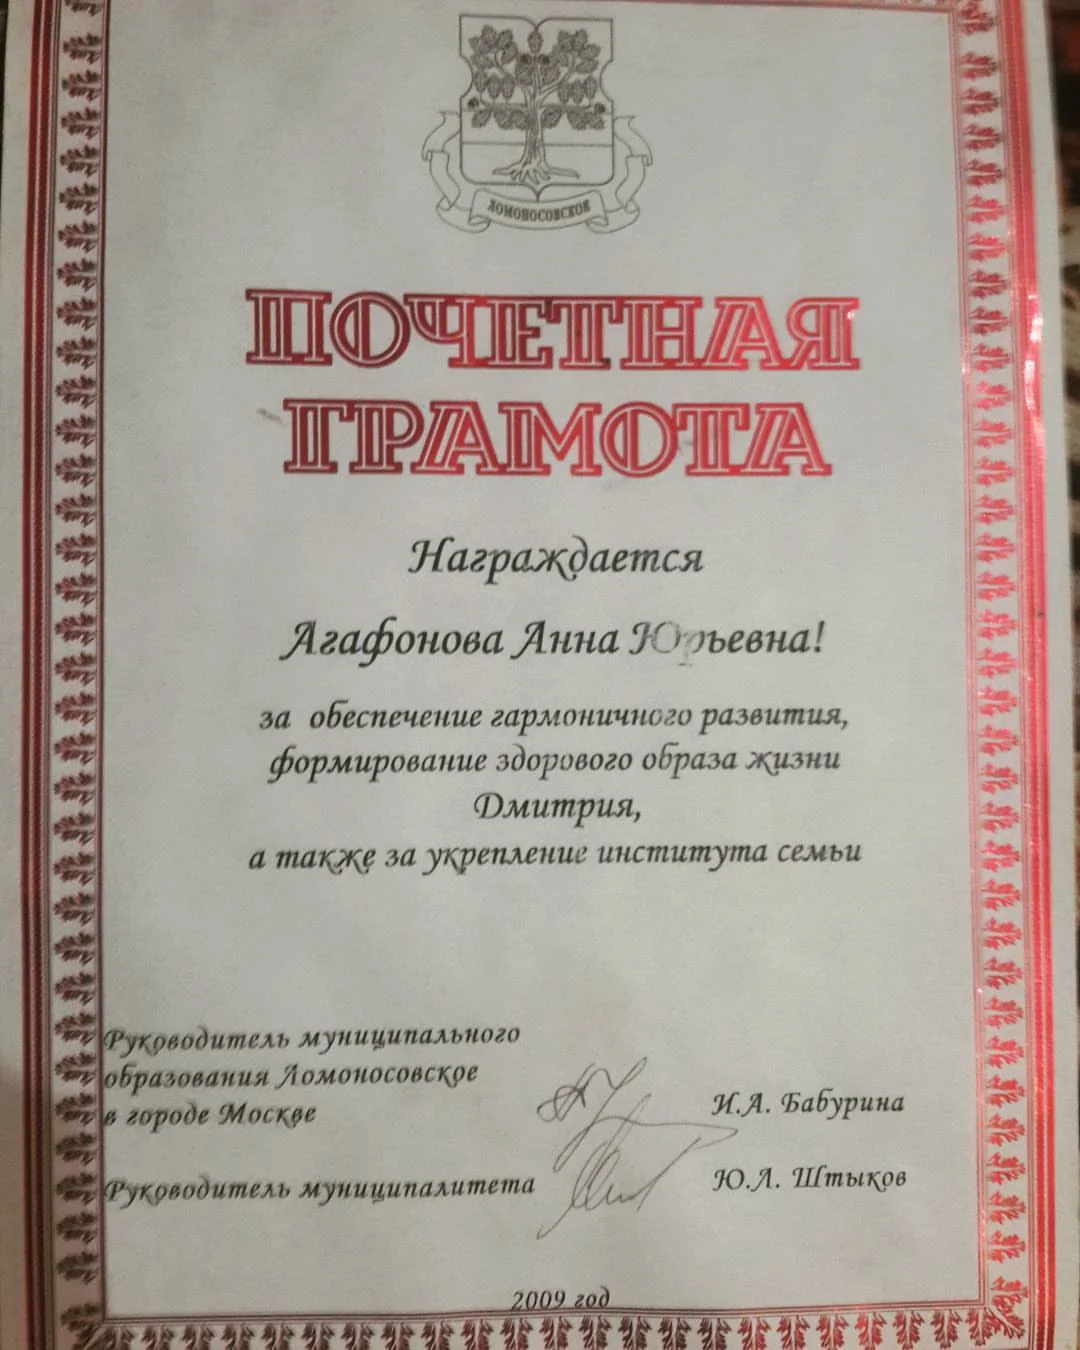 ЛОМОНОСОВСКОЕ
ПОЧЕТНАЯ
ГРАМОТА
Награждается
Агафонова Анна Юрьевна!
за обеспечение гармоничного развития,
формирование здорового образа жизни
Дмитрия,
а также за укрепление института семьи
Руководитель муниципального
образования Ломоносовское
в городе Москве
И.А. Бабурина
Руководитель муниципалитета
Ю.Л. Штыков
2009 год